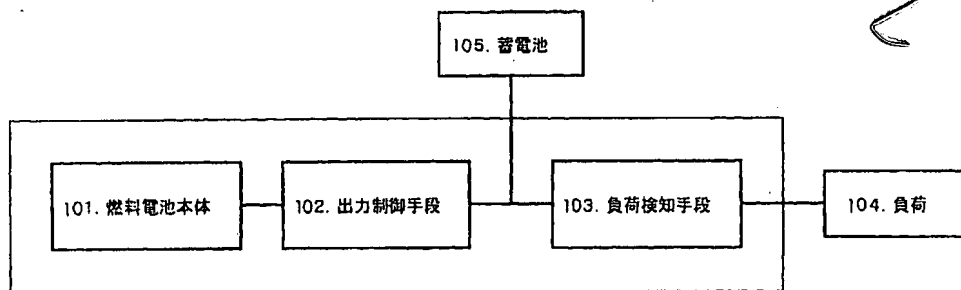 105. 蓄電池
101. 燃料電池本体
102. 出力制御手段
103. 負荷検知手段
104. 負荷